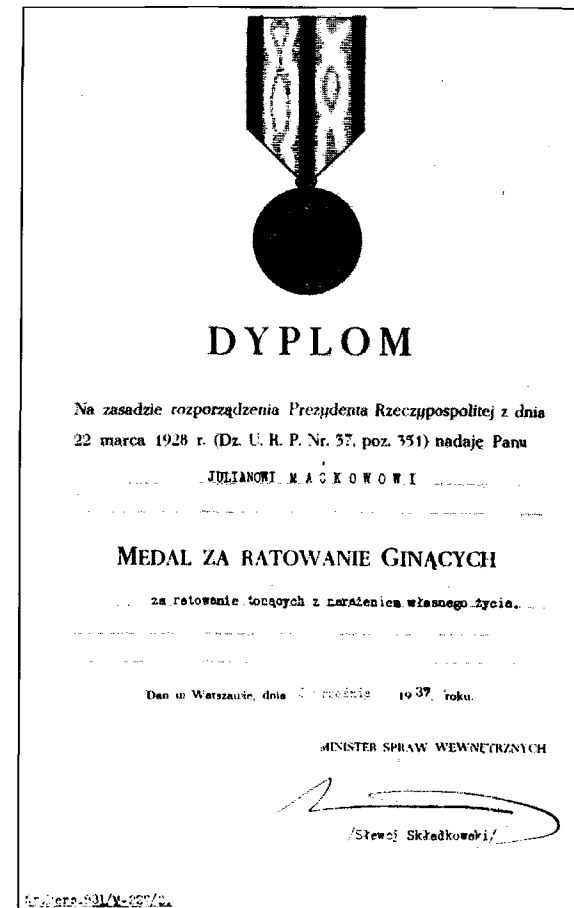 DYPLOM
Na zasadzie rozporządzenia Prezydenta Rzeczypospolitej z dnia
22 marca 1928 r. (Dz. U. R. P. Nr. 37, poz. 351) nadaję Panu
JULIANOWI MAĆKOWOWI
MEDAL ZA RATOWANIE GINĄCYCH
za ratowanie tonących z narażeniem własnego życia.
Dan w Warszawie, dnia września 1937 roku.
MINISTER SPRAW WEWNĘTRZNYCH
/Sławoj Składkowski/